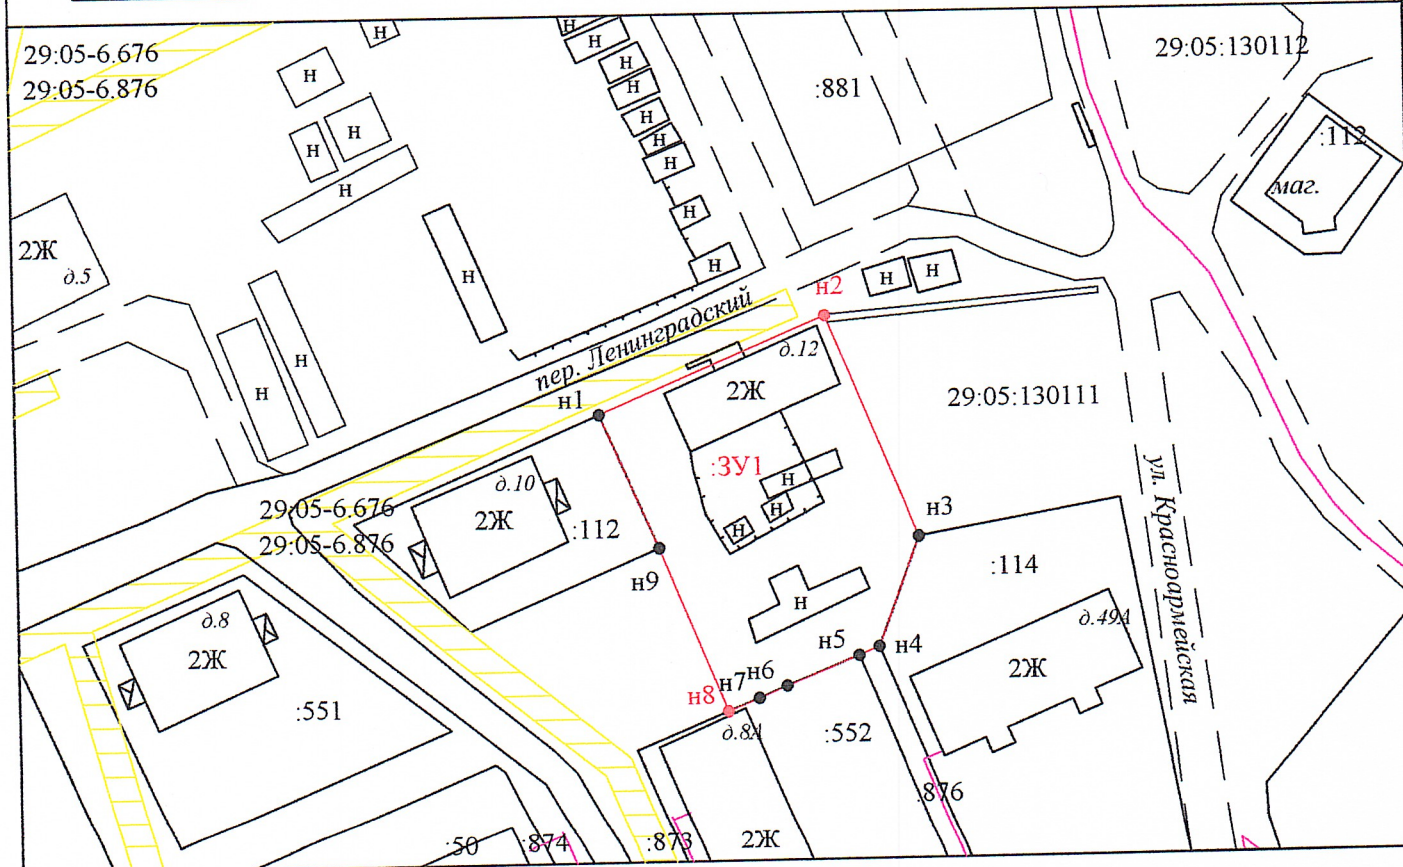 н
н
н
29:05:130112
29:05-6.676
н
н
29:05-6.876
н
:881
н
н
н
:112
н
н
н
н
маг.
н
2Ж
д.5
н
н
н
н
н2
пер. Ленинградский
д.12
н
н
2Ж
29:05:130111
н1
:ЗУ1
ул. Красноармейская
д.10
н
29:05-6.676
н
2Ж
:112
н
н3
29:05-6.876
:114
н9
н
д.8
д.49А
н5
н4
2Ж
2Ж
н6
н7
н8
:551
д.8А
:552
:876
:50
:874
:873
2Ж